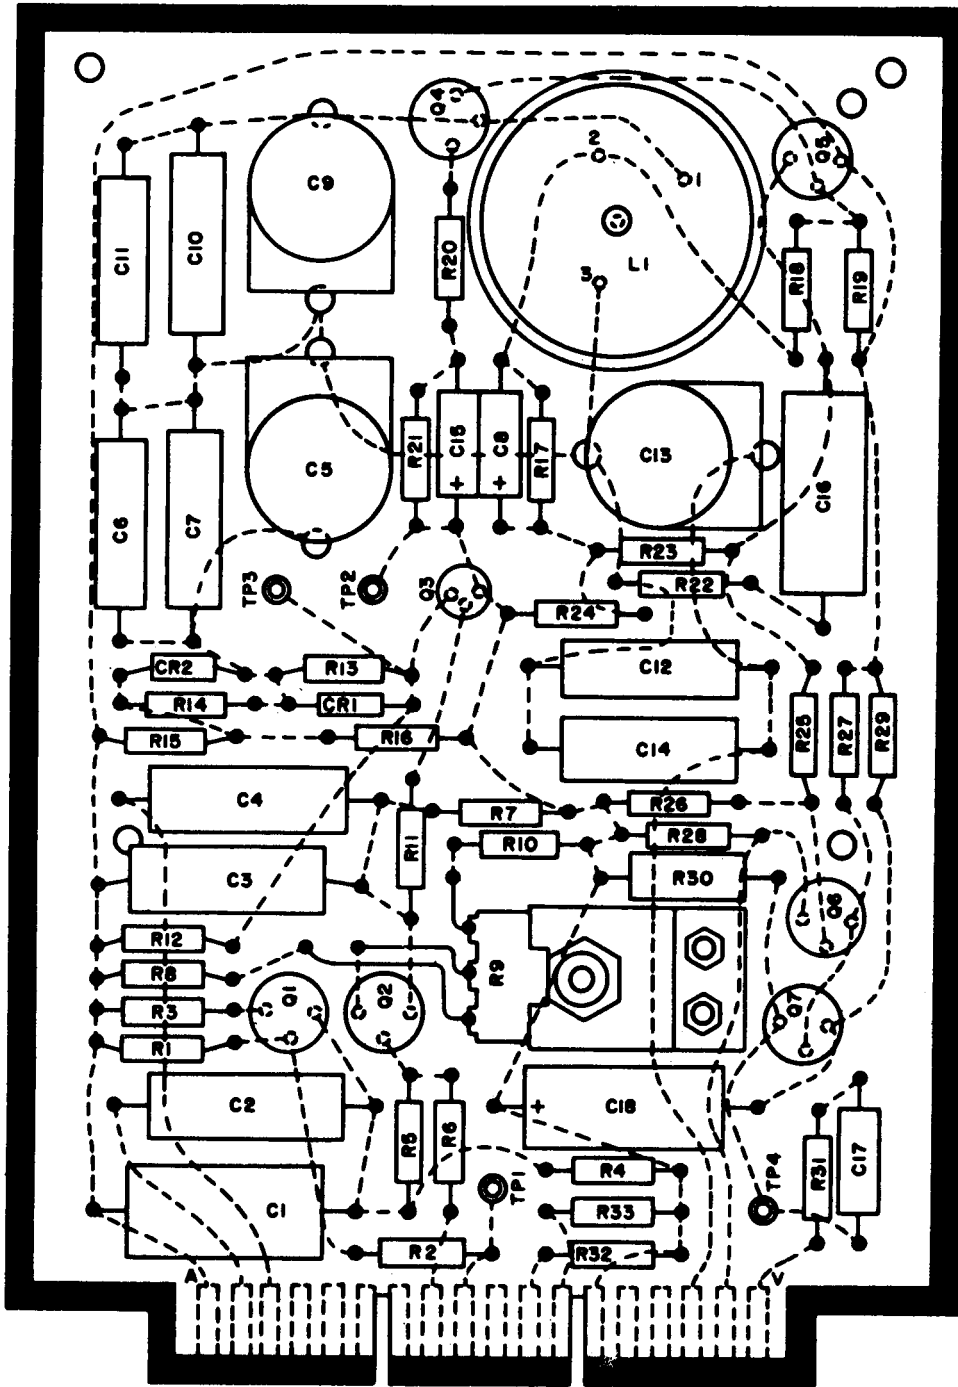 Q4
2
1
Q5
C9
C11
C10
R20
3
L1
R18
R19
R21
C15
+
C8
+
R17
C13
C16
C5
C6
C7
TP3
TP2
Q3
R23
R22
R24
CR2
R13
C12
R14
CR1
R15
R16
C14
R25
R27
R29
C4
R7
R26
R11
R10
R28
C3
R30
R12
Q6
R8
R9
R3
Q1
Q2
Q7
R1
C2
R5
R6
+
C18
R4
TP1
TP4
R31
C17
C1
R33
R2
R32
A
V